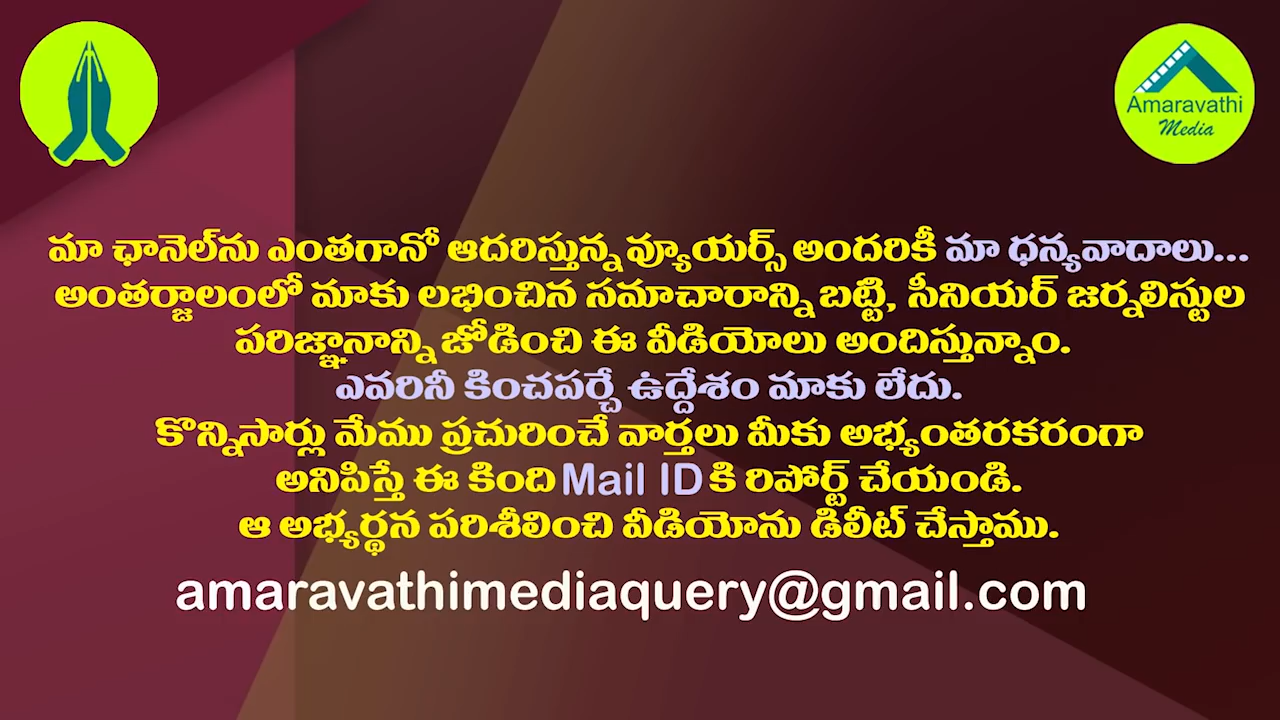 Amaravathi
Media
మా ఛానెల్‌ను ఎంతగానో ఆదరిస్తున్న వ్యూయర్స్ అందరికీ మా ధన్యవాదాలు...
అంతర్జాలంలో మాకు లభించిన సమాచారాన్ని బట్టి, సీనియర్ జర్నలిస్టుల
పరిజ్ఞానాన్ని జోడించి ఈ వీడియోలు అందిస్తున్నాం.
ఎవరినీ కించపర్చే ఉద్దేశం మాకు లేదు.
కొన్నిసార్లు మేము ప్రచురించే వార్తలు మీకు అభ్యంతరకరంగా
అనిపిస్తే ఈ కింది Mail ID కి రిపోర్ట్ చేయండి.
ఆ అభ్యర్థన పరిశీలించి వీడియోను డిలీట్ చేస్తాము.
amaravathimediaquery@gmail.com